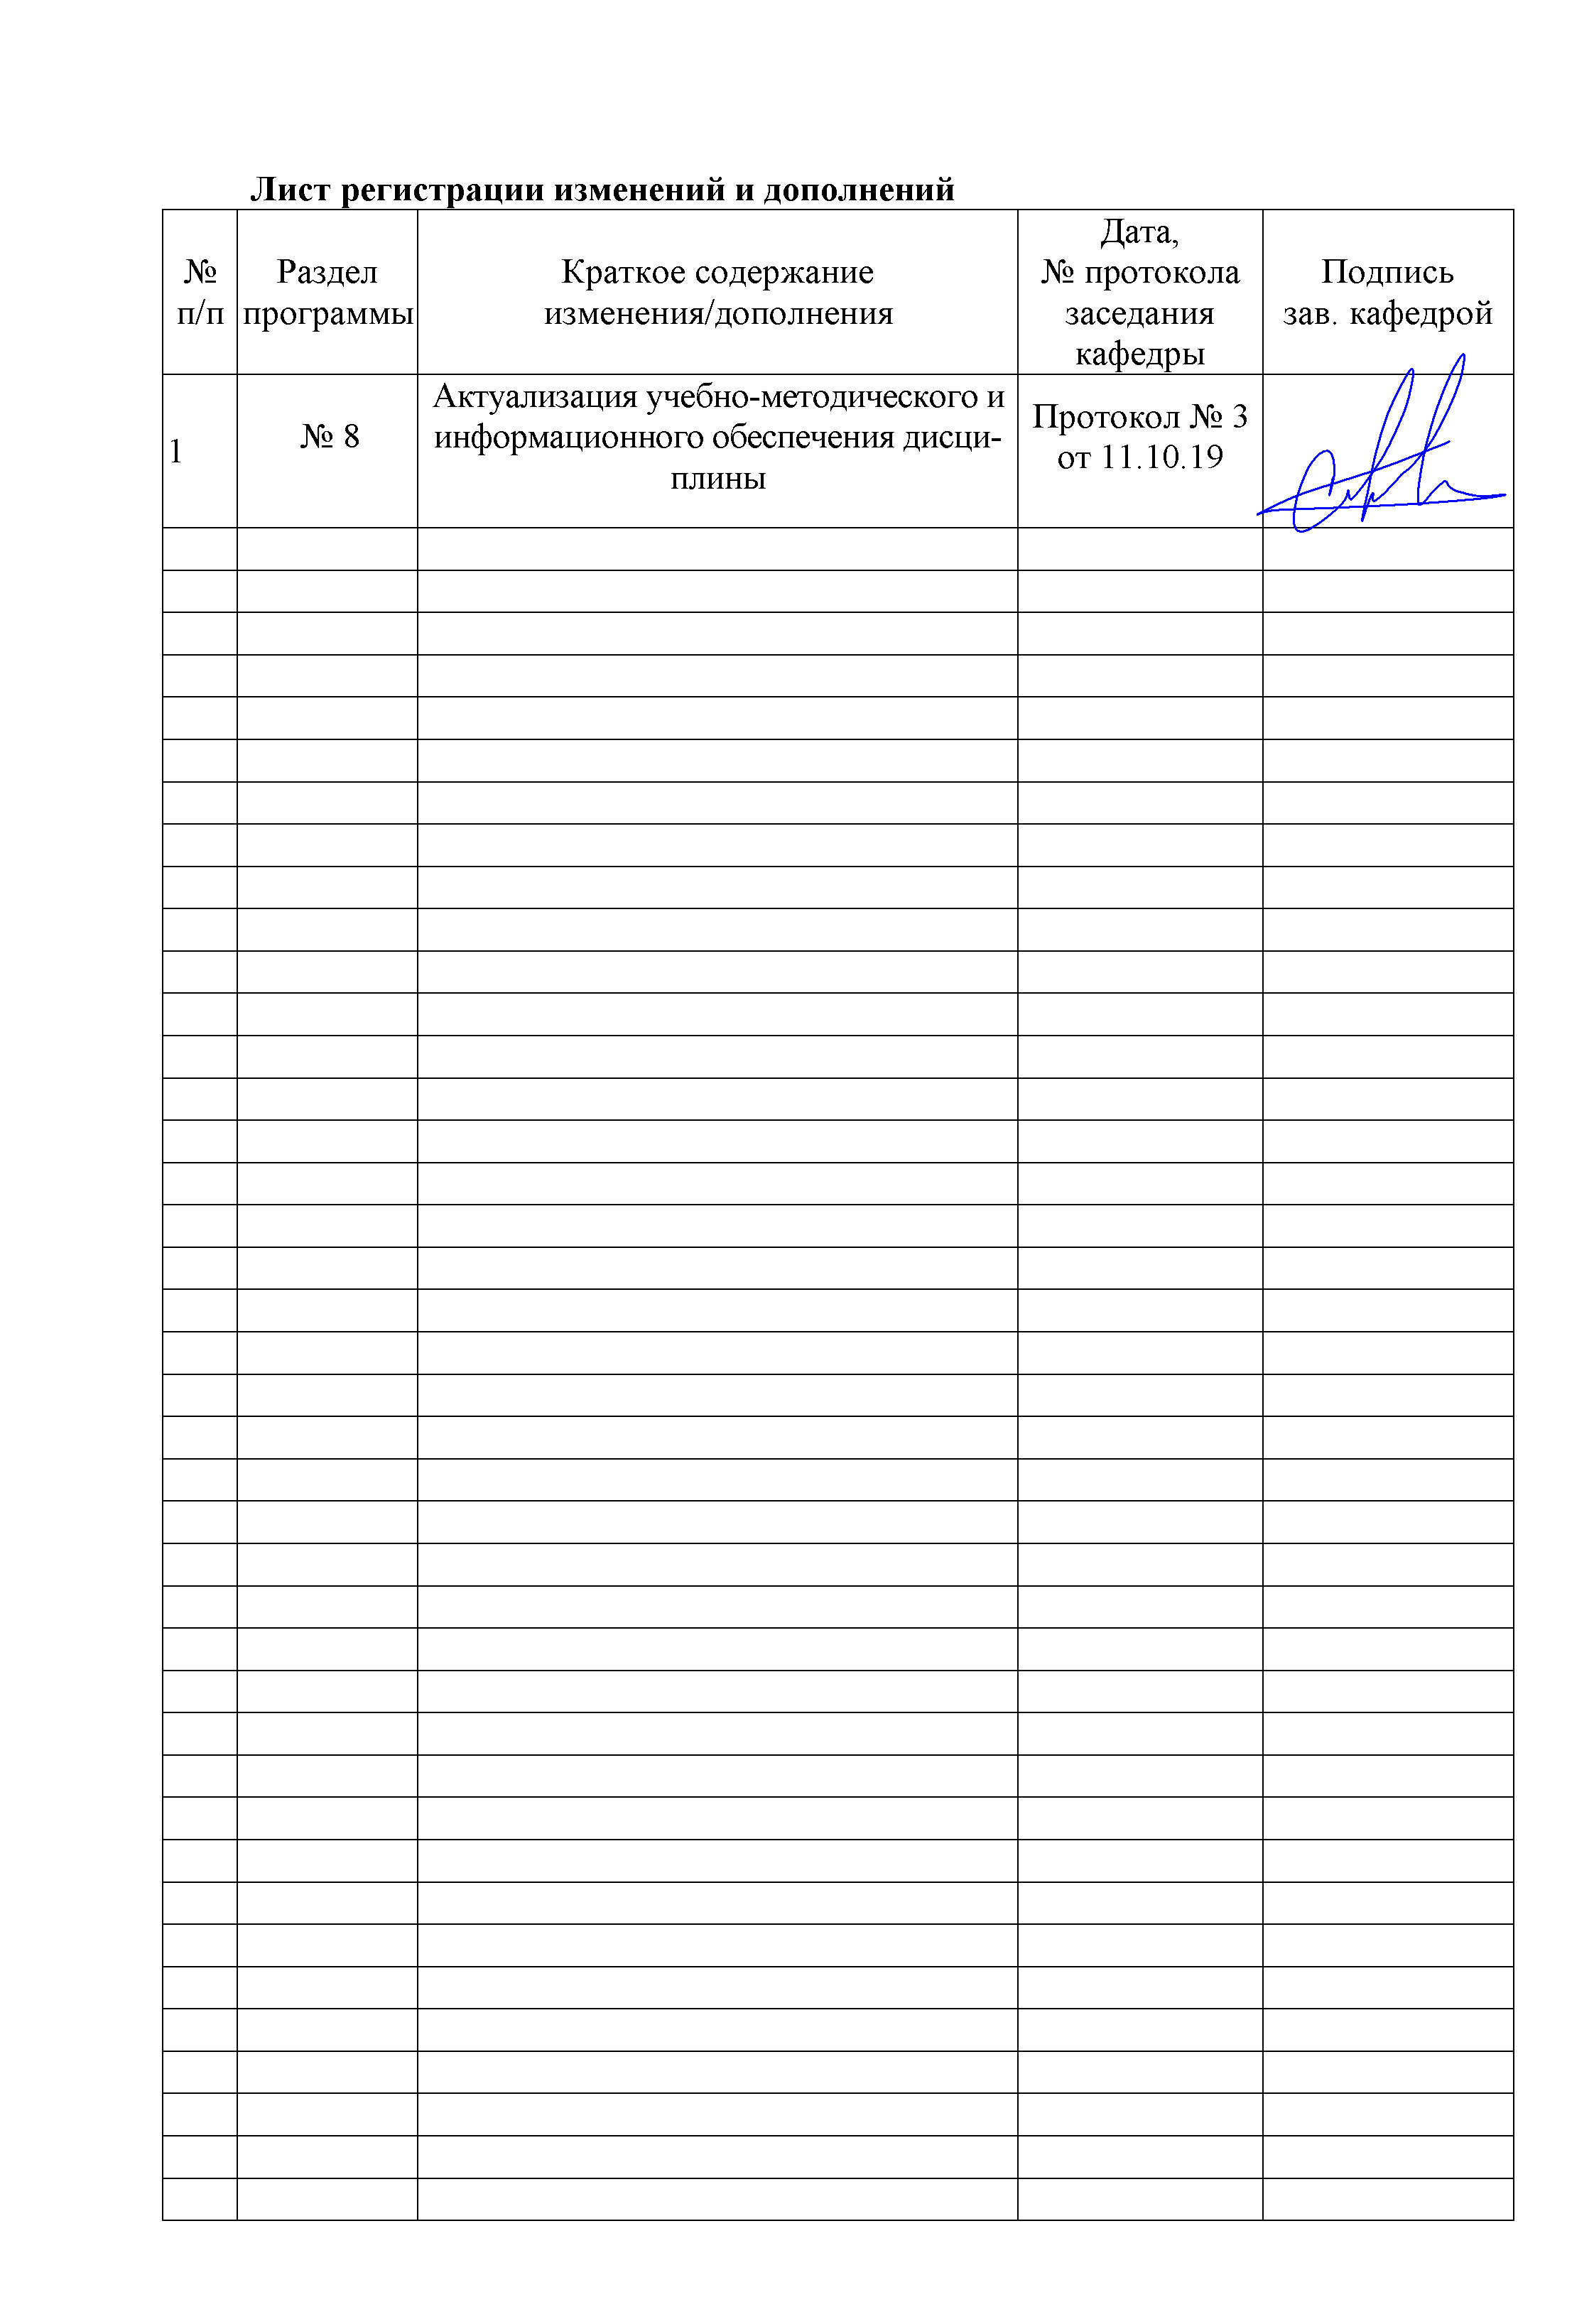 Лист регистрации изменений и дополнений
№
п/п
Раздел
программы
Краткое содержание
изменения/дополнения
Дата,
№ протокола
заседания
кафедры
Подпись
зав. кафедрой
1
№ 8
Актуализация учебно-методического и
информационного обеспечения дисци-
плины
Протокол № 3
от 11.10.19